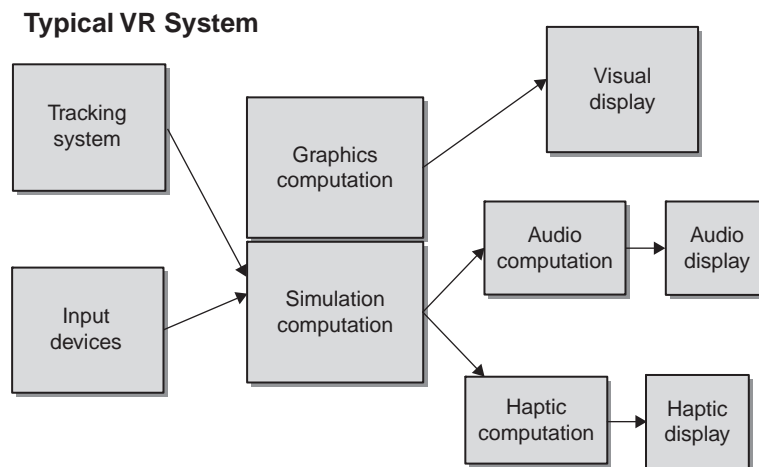 Typical VR System
Tracking
system
Graphics
computation
Visual
display
Input
devices
Simulation
computation
Audio
computation
Audio
display
Haptic
computation
Haptic
display